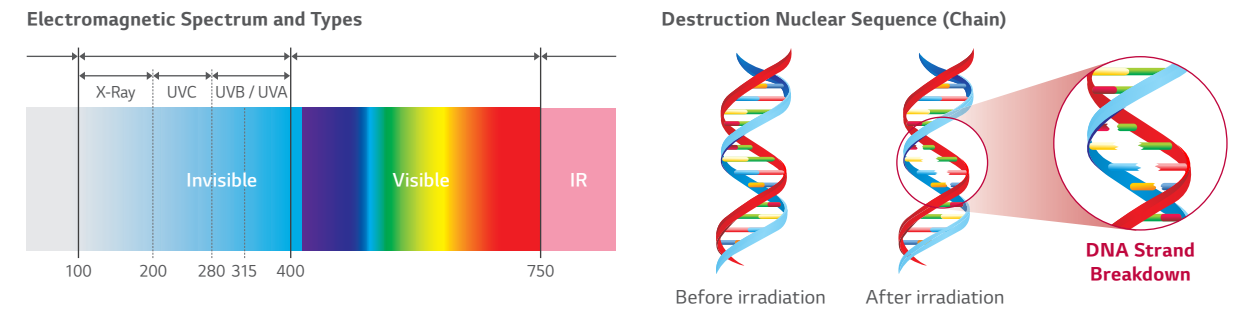 Electromagnetic Spectrum and Types
X-Ray
UVC
UVB / UVA
Invisible
Visible
IR
100
200
280
315
400
750
Destruction Nuclear Sequence (Chain)
Before irradiation
After irradiation
DNA Strand
Breakdown